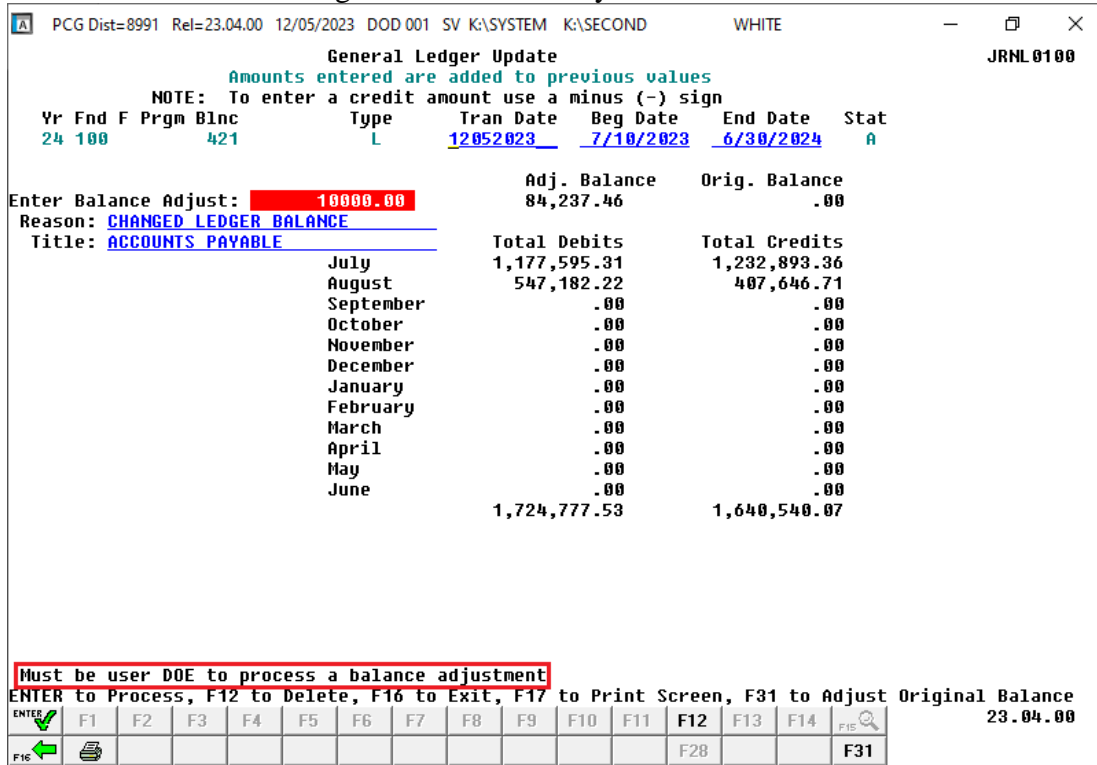 A PCG Dist=8991 Rel=23.04.00 12/05/2023 DOD 001 SV K:\SYSTEM K:\SECOND WHITE
General Ledger Update JRNL0100
Amounts entered are added to previous values
NOTE: To enter a credit amount use a minus (-) sign
Yr Fnd F Prgm Blnc Type Tran Date Beg Date End Date Stat
24 100 421 L 12052023__ 7/10/2023 6/30/2024 A
Adj. Balance Orig. Balance
Enter Balance Adjust: 10000.00 84,237.46 .00
Reason: CHANGED LEDGER BALANCE
Title: ACCOUNTS PAYABLE Total Debits Total Credits
July 1,177,595.31 1,232,893.36
August 547,182.22 407,646.71
September .00 .00
October .00 .00
November .00 .00
December .00 .00
January .00 .00
February .00 .00
March .00 .00
April .00 .00
May .00 .00
June .00 .00
1,724,777.53 1,640,540.07
Must be user DOE to process a balance adjustment
ENTER to Process, F12 to Delete, F16 to Exit, F17 to Print Screen, F31 to Adjust Original Balance
ENTER F1 F2 F3 F4 F5 F6 F7 F8 F9 F10 F11 F12 F13 F14 F15 23.04.00
F16 F28 F31